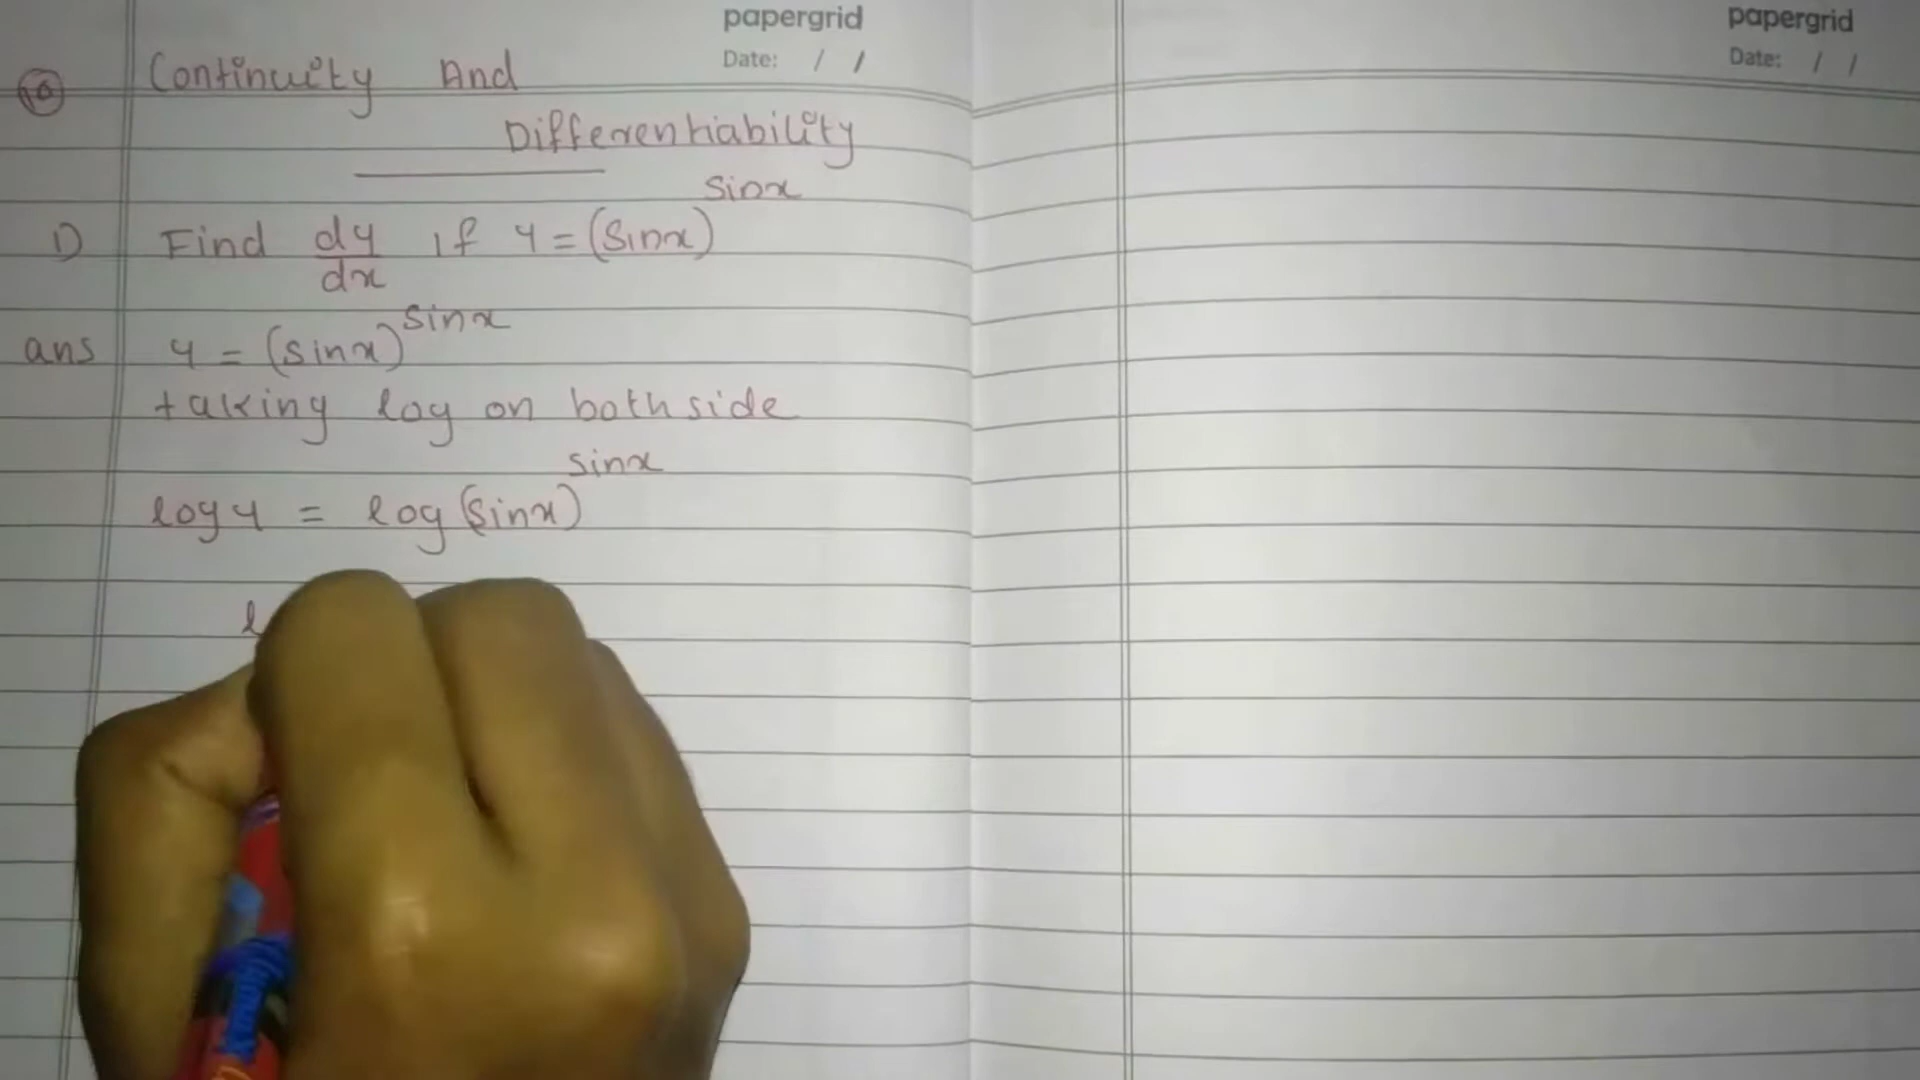 papergrid
Date: / /
Continuity And
Differentiability
1) Find dy/dx if y = (sinx)^sinx
ans y = (sinx)^sinx
taking log on both side
log y = log (sinx)^sinx
l
papergrid
Date: / /